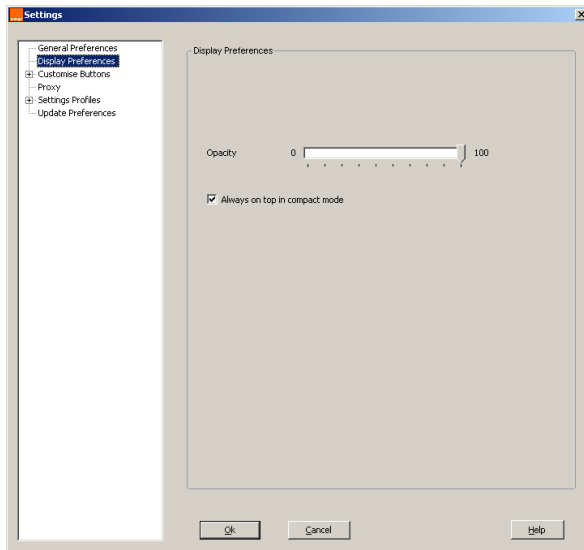 Settings
General Preferences
Display Preferences
Customise Buttons
Proxy
Settings Profiles
Update Preferences
Display Preferences
Opacity 0 100
Always on top in compact mode
Ok Cancel Help